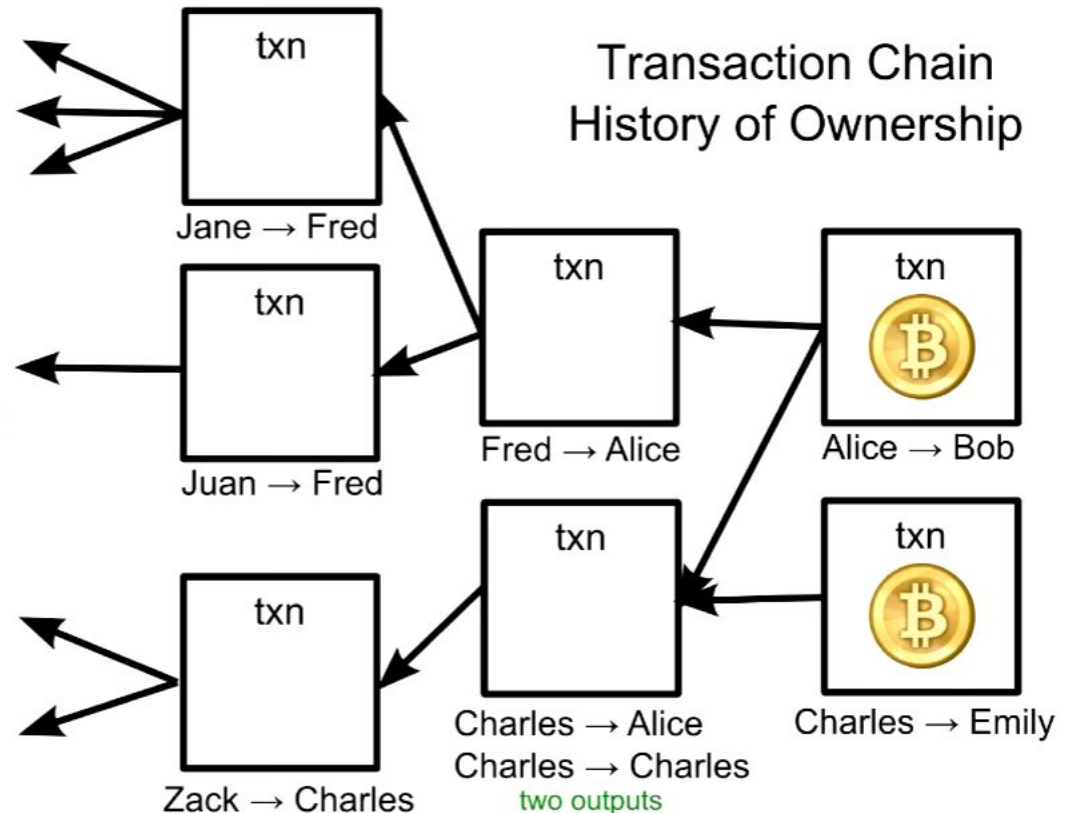 Transaction Chain
History of Ownership
txn
Jane → Fred
txn
Juan → Fred
txn
Fred → Alice
txn
Alice → Bob
txn
Zack → Charles
txn
Charles → Alice
Charles → Charles
two outputs
txn
Charles → Emily